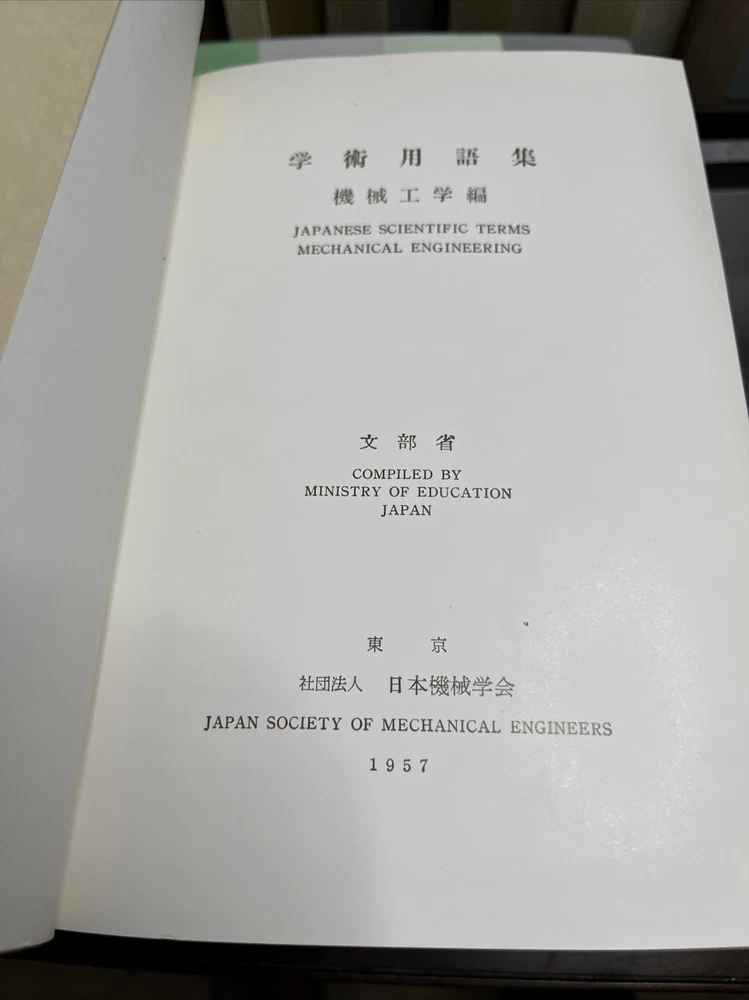 学術用語集
機械工学編
JAPANESE SCIENTIFIC TERMS
MECHANICAL ENGINEERING
文部省
COMPILED BY
MINISTRY OF EDUCATION
JAPAN
東京
社団法人 日本機械学会
JAPAN SOCIETY OF MECHANICAL ENGINEERS
1957